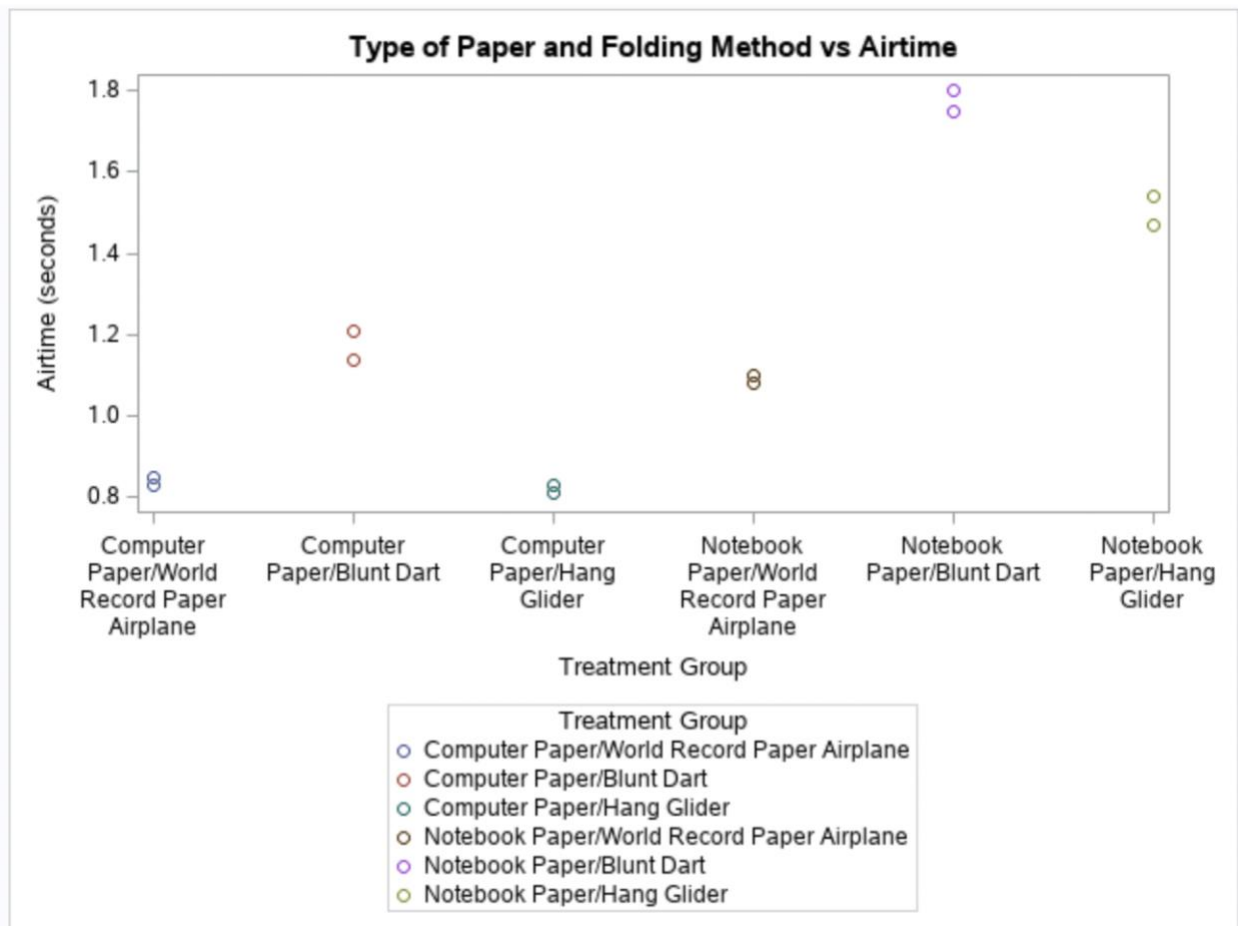 Type of Paper and Folding Method vs Airtime
1.8
1.6
1.4
1.2
1.0
0.8
Airtime (seconds)
Computer
Paper/World
Record Paper
Airplane
Computer
Paper/Blunt Dart
Computer
Paper/Hang
Glider
Notebook
Paper/World
Record Paper
Airplane
Notebook
Paper/Blunt Dart
Notebook
Paper/Hang
Glider
Treatment Group
Treatment Group
Computer Paper/World Record Paper Airplane
Computer Paper/Blunt Dart
Computer Paper/Hang Glider
Notebook Paper/World Record Paper Airplane
Notebook Paper/Blunt Dart
Notebook Paper/Hang Glider